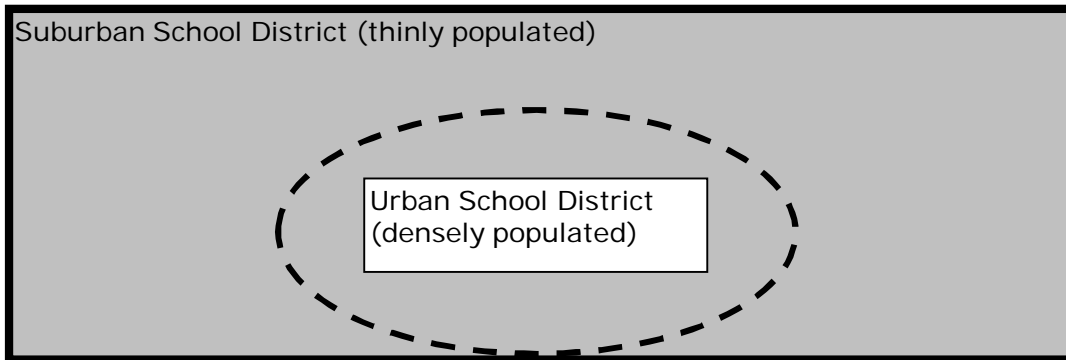 Suburban School District (thinly populated)
Urban School District
(densely populated)